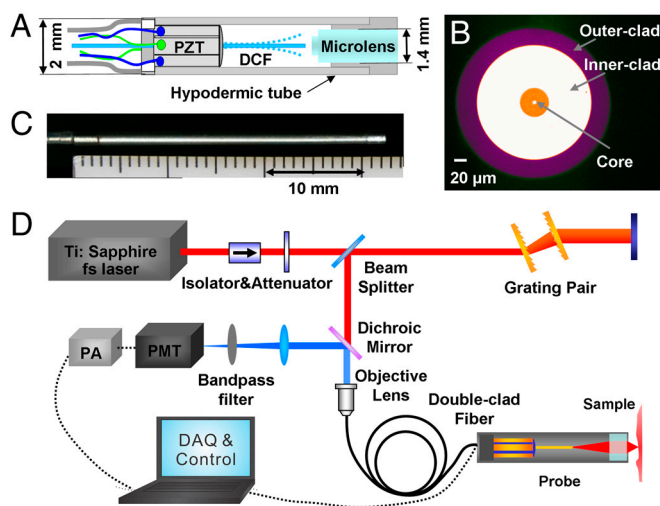 A
2 mm
PZT
DCF
Microlens
1.4 mm
Hypodermic tube
B
Outer-clad
Inner-clad
Core
20 µm
C
10 mm
D
Ti: Sapphire
fs laser
Isolator&Attenuator
Beam
Splitter
Grating Pair
PA
PMT
Bandpass
filter
Dichroic
Mirror
Objective
Lens
Double-clad
Fiber
Sample
Probe
DAQ &
Control